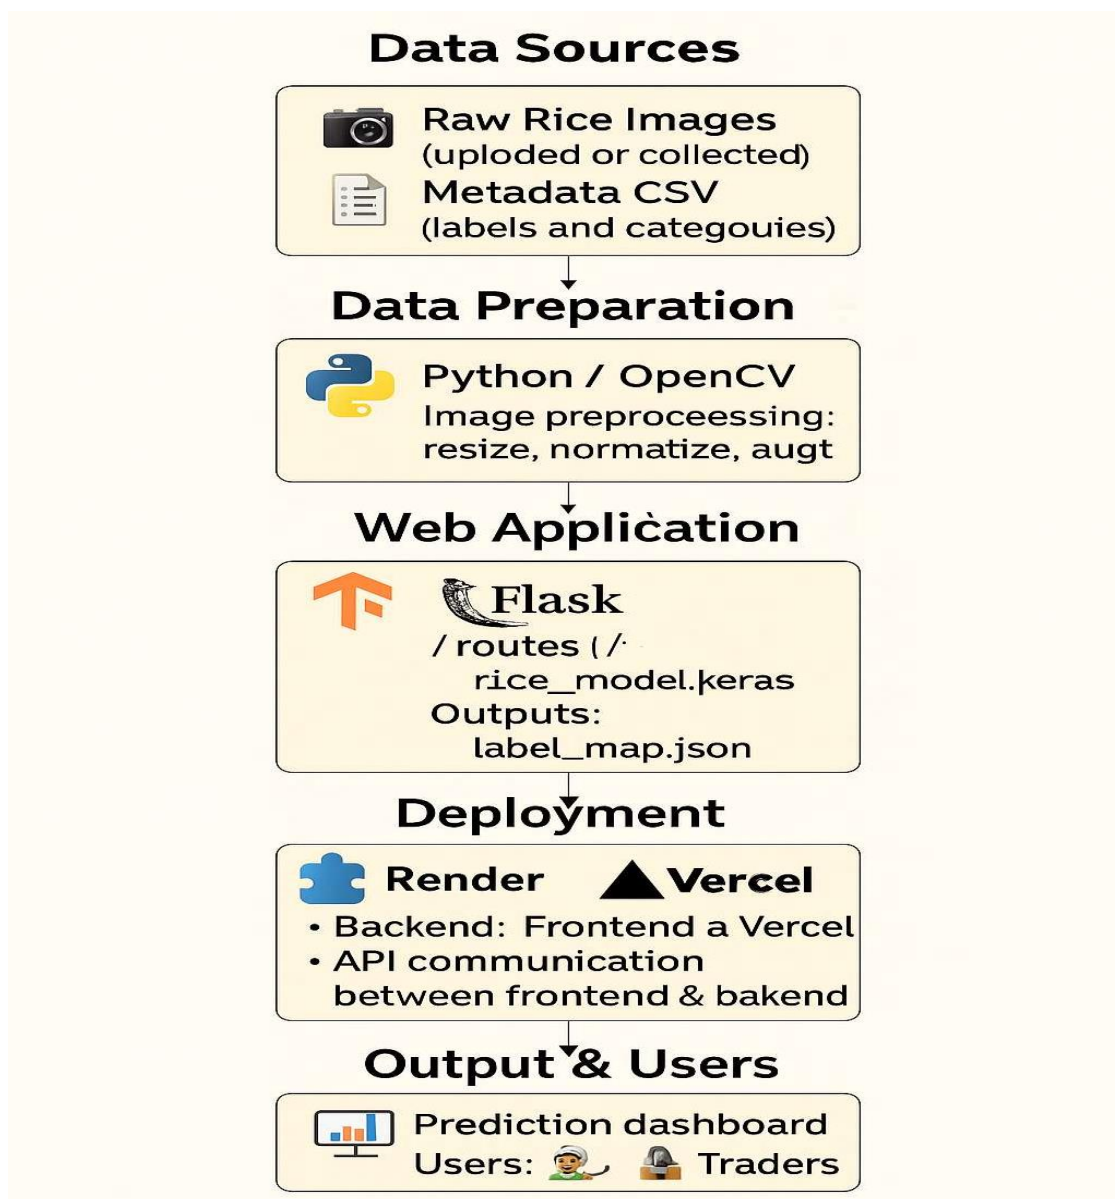 Data Sources
Raw Rice Images
(uploded or collected)
Metadata CSV
(labels and categouies)
Data Preparation
Python / OpenCV
Image preproceessing:
resize, normatize, augt
Web Application
Flask
/ routes ( /
rice_model.keras
Outputs:
label_map.json
Deployment
Render
Vercel
• Backend: Frontend a Vercel
• API communication
between frontend & bakend
Output & Users
Prediction dashboard
Users: Traders